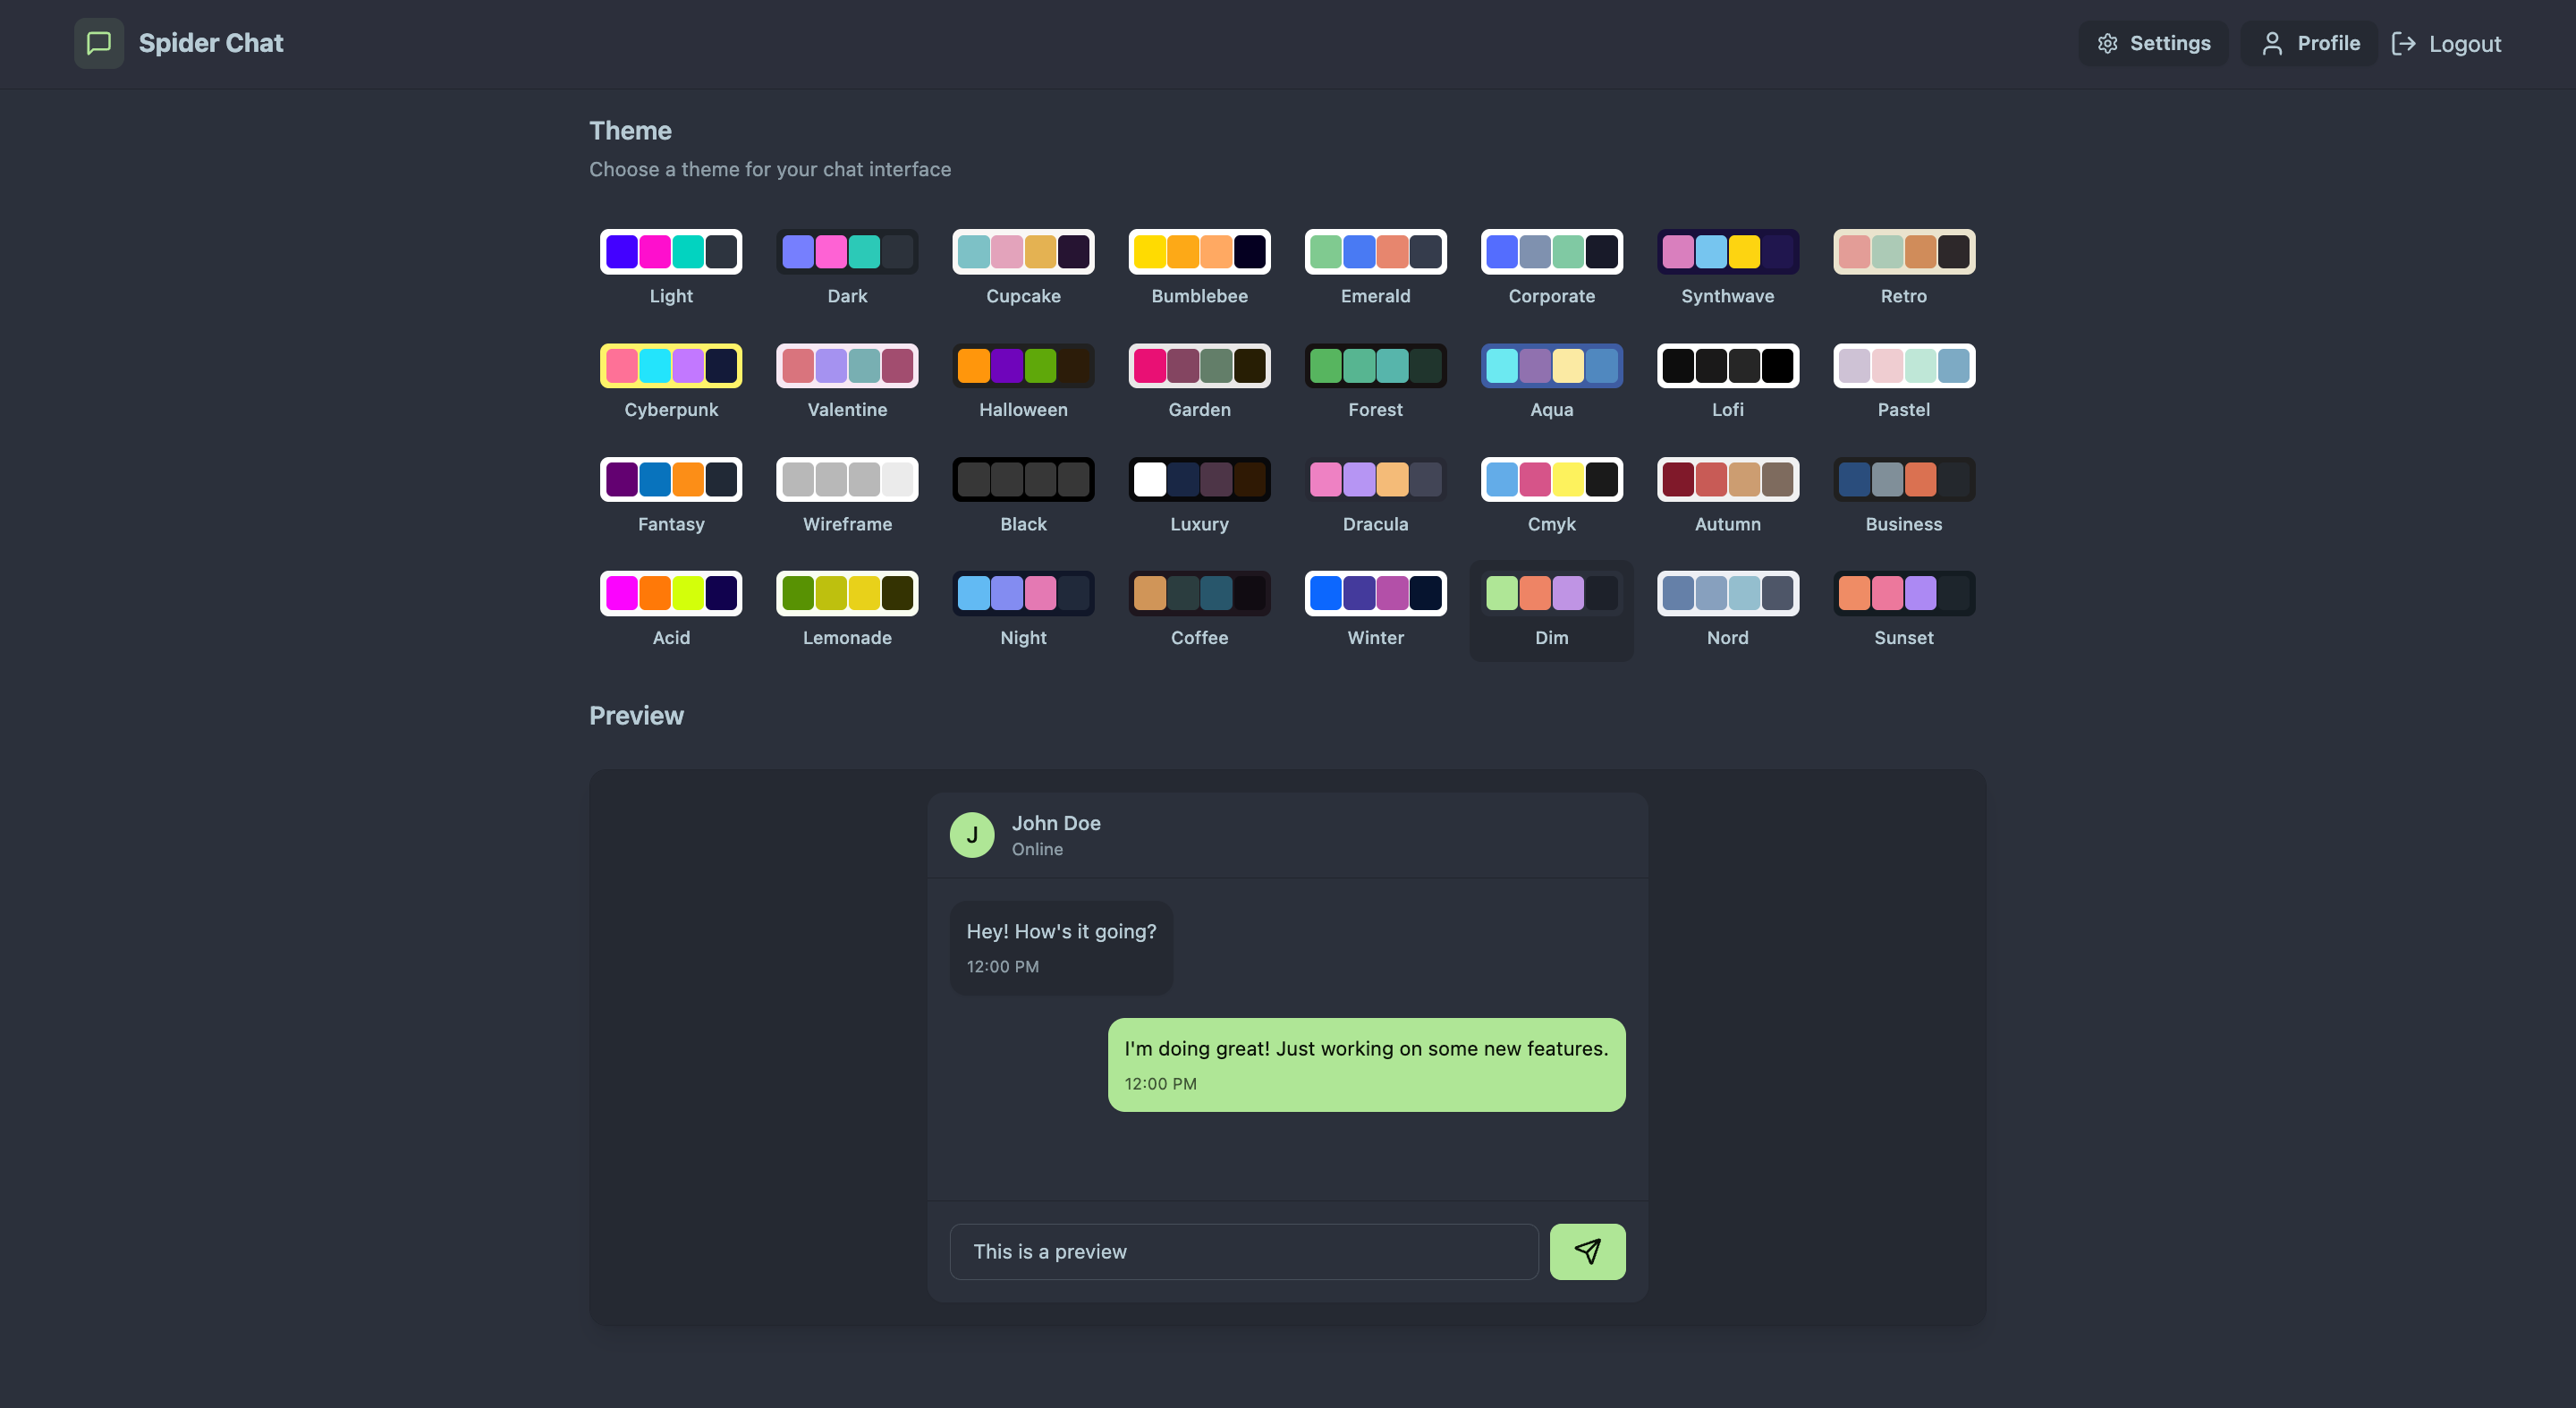 Spider Chat
Settings
Profile
Logout
Theme
Choose a theme for your chat interface
Light
Dark
Cupcake
Bumblebee
Emerald
Corporate
Synthwave
Retro
Cyberpunk
Valentine
Halloween
Garden
Forest
Aqua
Lofi
Pastel
Fantasy
Wireframe
Black
Luxury
Dracula
Cmyk
Autumn
Business
Acid
Lemonade
Night
Coffee
Winter
Dim
Nord
Sunset
Preview
J
John Doe
Online
Hey! How's it going?
12:00 PM
I'm doing great! Just working on some new features.
12:00 PM
This is a preview